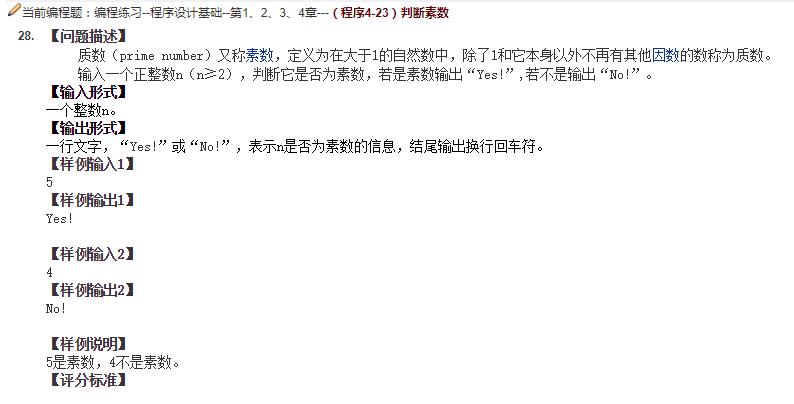 当前编程题：编程练习--程序设计基础--第1、2、3、4章---（程序4-23）判断素数
28. 【问题描述】
质数（prime number）又称素数，定义为在大于1的自然数中，除了1和它本身以外不再有其他因数的数称为质数。
输入一个正整数n（n≥2），判断它是否为素数，若是素数输出“Yes!”,若不是输出“No!”。
【输入形式】
一个整数n。
【输出形式】
一行文字，“Yes!”或“No!”，表示n是否为素数的信息，结尾输出换行回车符。
【样例输入1】
5
【样例输出1】
Yes!
【样例输入2】
4
【样例输出2】
No!
【样例说明】
5是素数，4不是素数。
【评分标准】